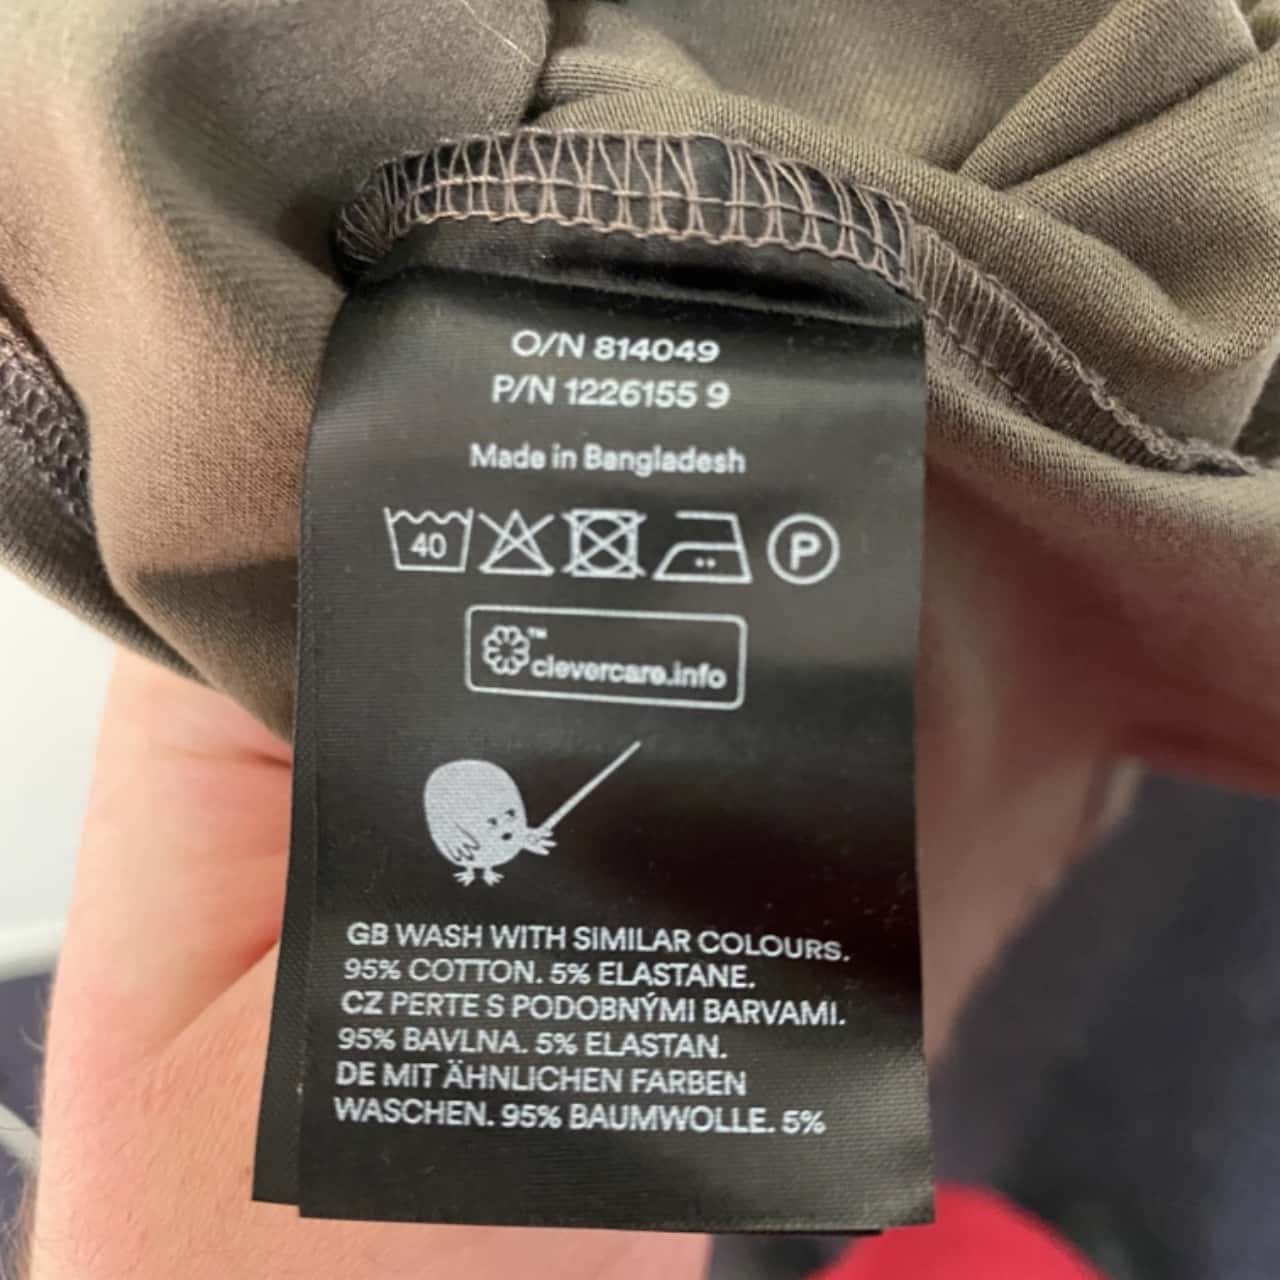 O/N 814049
P/N 1226155 9
Made in Bangladesh
40 P
™
clevercare.info
GB WASH WITH SIMILAR COLOURS.
95% COTTON. 5% ELASTANE.
CZ PERTE S PODOBNÝMI BARVAMI.
95% BAVLNA. 5% ELASTAN.
DE MIT ÄHNLICHEN FARBEN
WASCHEN. 95% BAUMWOLLE. 5%